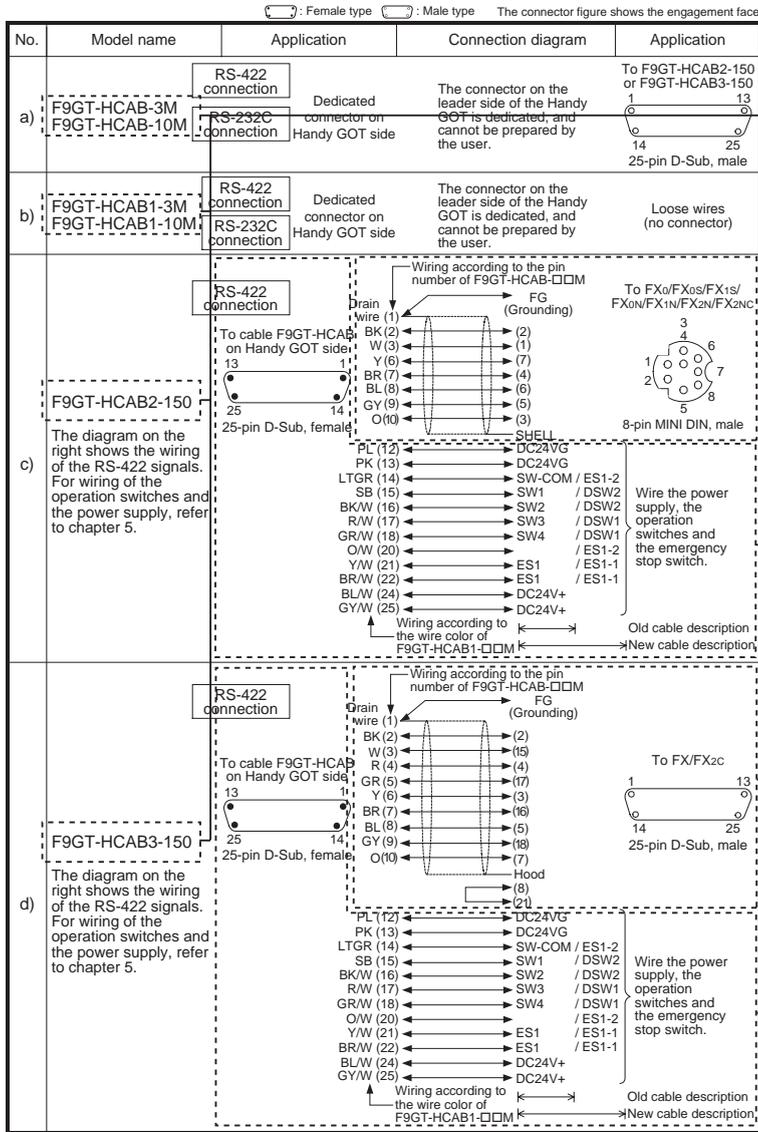 : Female type : Male type The connector figure shows the engagement face
No. Model name Application Connection diagram Application
a)
F9GT-HCAB-3M
F9GT-HCAB-10M
RS-422
connection
RS-232C
connection
Dedicated
connector on
Handy GOT side
The connector on the
leader side of the Handy
GOT is dedicated, and
cannot be prepared by
the user.
To F9GT-HCAB2-150
or F9GT-HCAB3-150
1 13
14 25
25-pin D-Sub, male
b)
F9GT-HCAB1-3M
F9GT-HCAB1-10M
RS-422
connection
RS-232C
connection
Dedicated
connector on
Handy GOT side
The connector on the
leader side of the Handy
GOT is dedicated, and
cannot be prepared by
the user.
Loose wires
(no connector)
c)
F9GT-HCAB2-150
The diagram on the
right shows the wiring
of the RS-422 signals.
For wiring of the
operation switches and
the power supply, refer
to chapter 5.
RS-422
connection
To cable F9GT-HCAB
on Handy GOT side
13 1
25 14
25-pin D-Sub, female
Wiring according to the pin
number of F9GT-HCAB-□□M
FG
(Grounding)
Drain
wire (1)
BK(2) (2)
W(3) (1)
Y(6) (7)
BR(7) (4)
BL(8) (6)
GY(9) (5)
O(10) (3)
SHELL
PL(12) DC24VG
PK (13) DC24VG
LTGR (14) SW-COM / ES1-2
SB (15) SW1 / DSW2
BK/W (16) SW2 / DSW2
R/W (17) SW3 / DSW1
GR/W (18) SW4 / DSW1
O/W (20) / ES1-2
Y/W (21) ES1 / ES1-1
BR/W (22) ES1 / ES1-1
BL/W (24) DC24V+
GY/W (25) DC24V+
Wiring according to
the wire color of
F9GT-HCAB1-□□M
Old cable description
New cable description
Wire the power
supply, the
operation
switches and
the emergency
stop switch.
To FX0/FX0S/FX1S/
FX0N/FX1N/FX2N/FX2NC
3
4
6
1
7
2
8
5
8-pin MINI DIN, male
d)
F9GT-HCAB3-150
The diagram on the
right shows the wiring
of the RS-422 signals.
For wiring of the
operation switches and
the power supply, refer
to chapter 5.
RS-422
connection
To cable F9GT-HCAB
on Handy GOT side
13 1
25 14
25-pin D-Sub, female
Wiring according to the pin
number of F9GT-HCAB-□□M
FG
(Grounding)
Drain
wire (1)
BK(2) (2)
W(3) (15)
R(4) (4)
GR(5) (17)
Y(6) (3)
BR(7) (16)
BL(8) (5)
GY(9) (18)
O(10) (7)
Hood
(8)
(21)
PL(12) DC24VG
PK (13) DC24VG
LTGR (14) SW-COM / ES1-2
SB (15) SW1 / DSW2
BK/W (16) SW2 / DSW2
R/W (17) SW3 / DSW1
GR/W (18) SW4 / DSW1
O/W (20) / ES1-2
Y/W (21) ES1 / ES1-1
BR/W (22) ES1 / ES1-1
BL/W (24) DC24V+
GY/W (25) DC24V+
Wiring according to
the wire color of
F9GT-HCAB1-□□M
Old cable description
New cable description
Wire the power
supply, the
operation
switches and
the emergency
stop switch.
To FX/FX2C
1 13
14 25
25-pin D-Sub, male